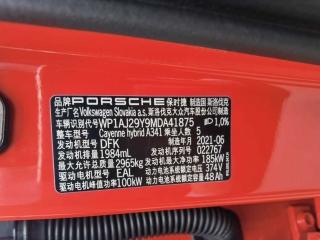 品牌 PORSCHE 保时捷 制造国 斯洛伐克
生产厂名 Volkswagen Slovakia a.s. 斯洛伐克大众汽车股份公司
车辆识别代号 WP1AJ29Y9MDA41875 1,0%
整车型号 Cayenne hybrid A341 乘坐人数 5
发动机型号 DFK 制造年月 2021-06
发动机排量 1984mL 发动机号 022767
最大允许总质量 2965kg 发动机最大净功率 185kW
驱动电机型号 EAL 动力电池系统额定电压 374V
驱动电机峰值功率 100kW 动力电池系统额定容量 48Ah